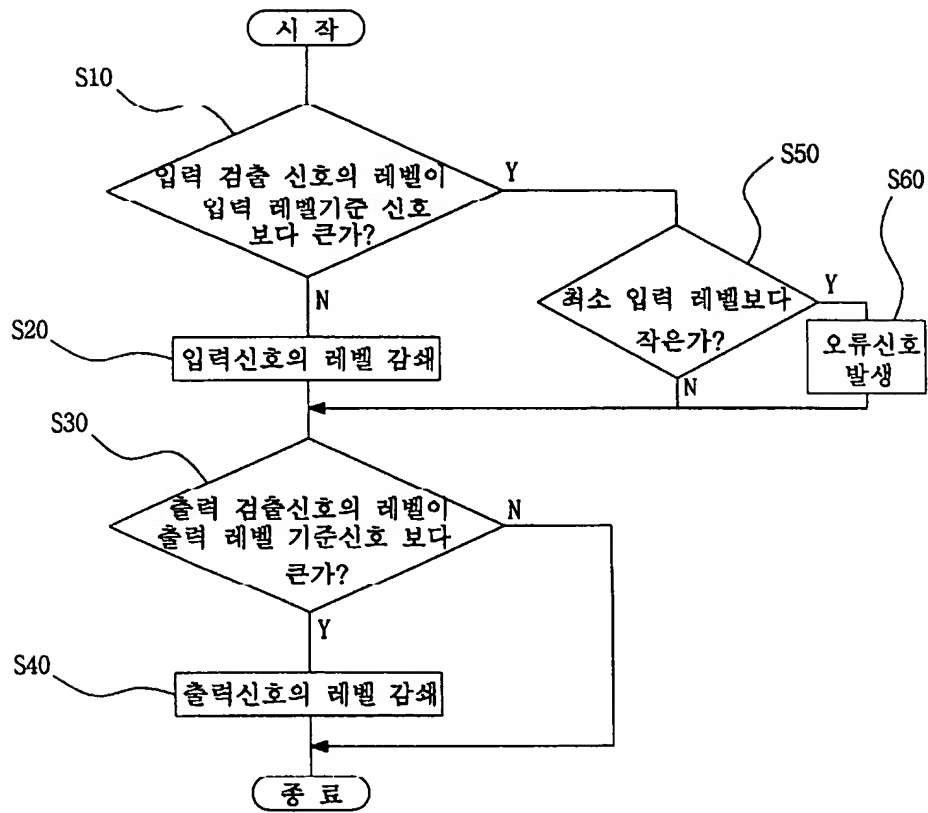 시 작
S10
입력 검출 신호의 레벨이
입력 레벨기준 신호
보다 큰가?
Y
N
S50
최소 입력 레벨보다
작은가?
Y
N
S60
오류신호
발생
S20
입력신호의 레벨 감쇄
S30
출력 검출신호의 레벨이
출력 레벨 기준신호 보다
큰가?
N
Y
S40
출력신호의 레벨 감쇄
종 료